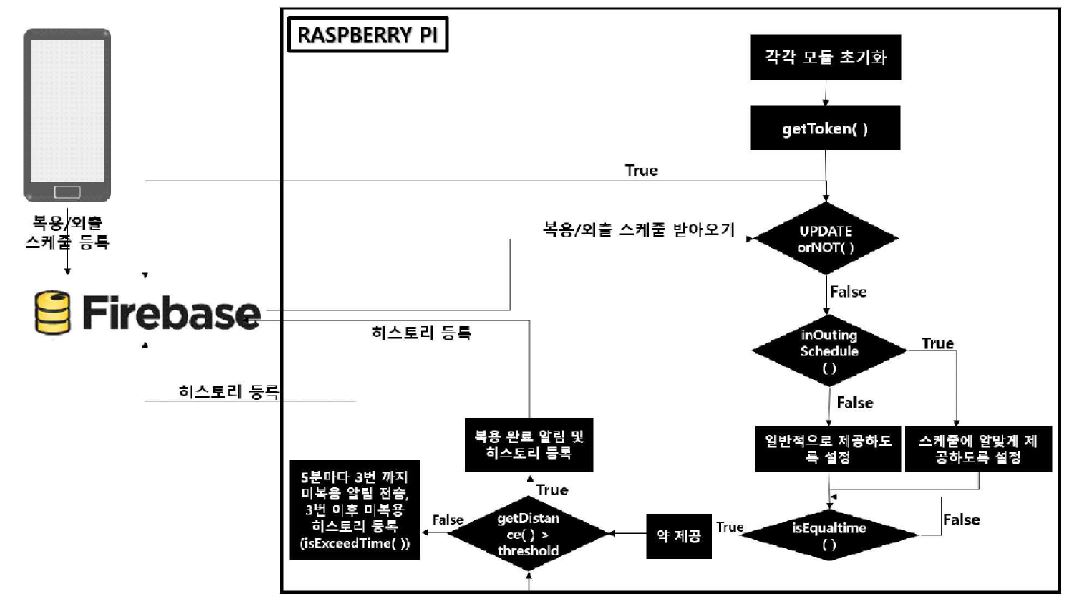 RASPBERRY PI
각각 모듈 초기화
getToken( )
True
복용/외출
스케줄 등록
복용/외출 스케줄 받아오기
UPDATE
orNOT( )
False
Firebase
히스토리 등록
inOuting
Schedule
( )
True
False
히스토리 등록
일반적으로 제공하도
록 설정
스케줄에 알맞게 제
공하도록 설정
복용 완료 알림 및
히스토리 등록
5분마다 3번 까지
미복용 알림 전송,
3번 이후 미복용
히스토리 등록
(isExceedTime( ))
True
False
getDistan
ce( ) >
threshold
약 제공
True
isEqualtime
( )
False